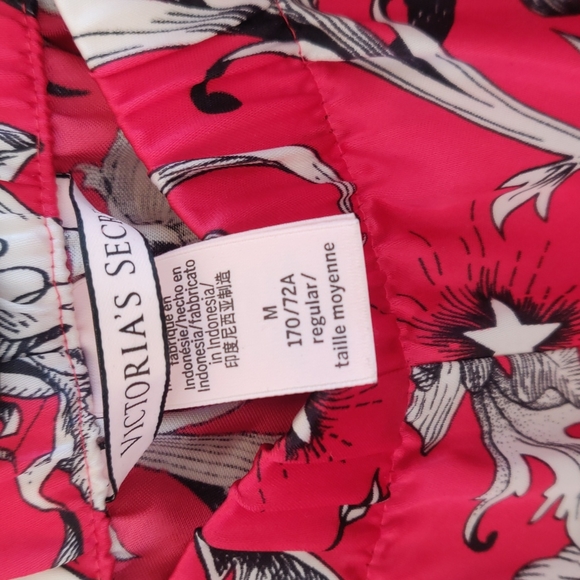 VICTORIA'S SECR
M
170/72A
regular/
taille moyenne
fabriqué en
Indonésie/hecho en
Indonesia/fabbricato
in Indonesia/
印度尼西亚制造